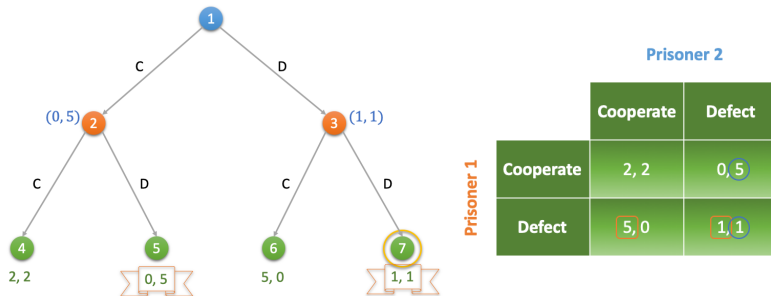 1
C D
(0, 5) 2 3 (1, 1)
C D C D
4 5 6 7
2, 2 0, 5 5, 0 1, 1
Prisoner 2
Cooperate Defect
Prisoner 1
Cooperate 2, 2 0, 5
Defect 5, 0 1, 1